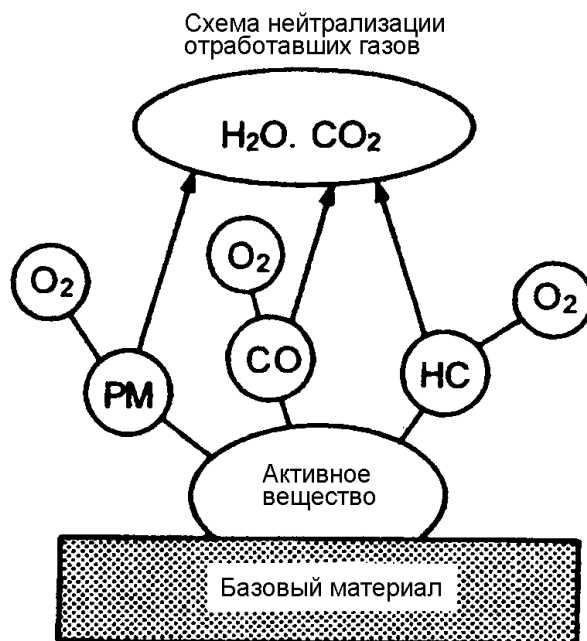 Схема нейтрализации
отработавших газов
H₂O. CO₂
O₂
O₂
O₂
PM
CO
HC
Активное
вещество
Базовый материал